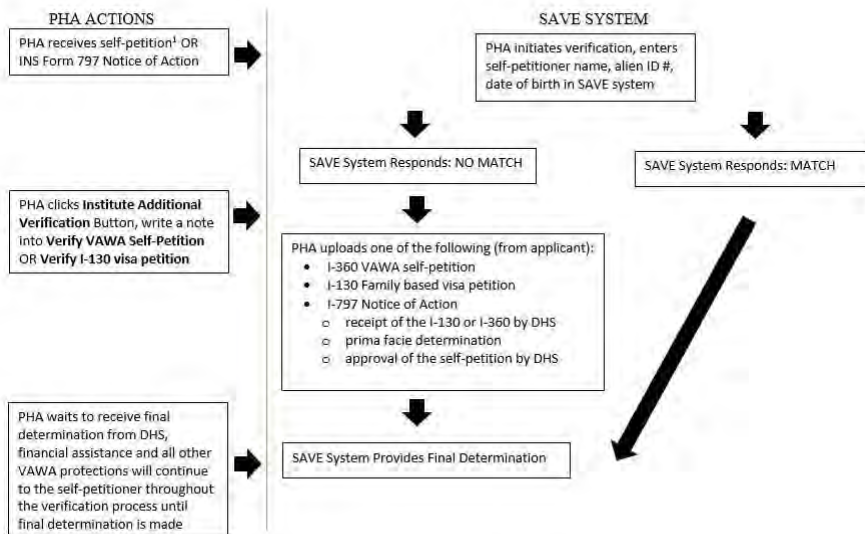 PHA ACTIONS
SAVE SYSTEM
PHA receives self-petition¹ OR
INS Form 797 Notice of Action
PHA initiates verification, enters
self-petitioner name, alien ID #,
date of birth in SAVE system
SAVE System Responds: NO MATCH
SAVE System Responds: MATCH
PHA clicks Institute Additional
Verification Button, write a note
into Verify VAWA Self-Petition
OR Verify I-130 visa petition
PHA uploads one of the following (from applicant):
• I-360 VAWA self-petition
• I-130 Family based visa petition
• I-797 Notice of Action
o receipt of the I-130 or I-360 by DHS
o prima facie determination
o approval of the self-petition by DHS
PHA waits to receive final
determination from DHS,
financial assistance and all other
VAWA protections will continue
to the self-petitioner throughout
the verification process until
final determination is made
SAVE System Provides Final Determination